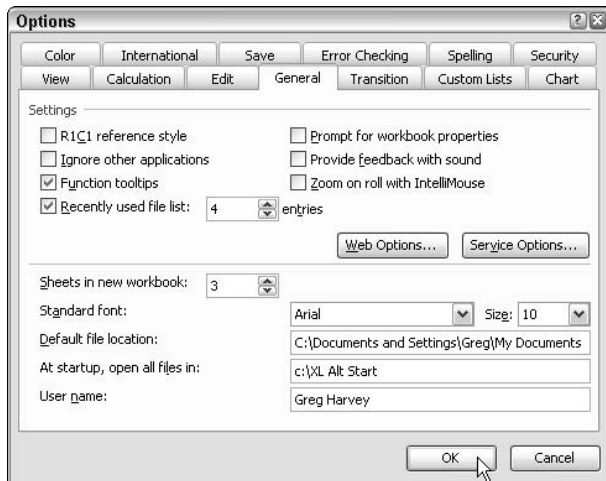 Options
Color International Save Error Checking Spelling Security
View Calculation Edit General Transition Custom Lists Chart
Settings
R1C1 reference style Prompt for workbook properties
Ignore other applications Provide feedback with sound
Function tooltips Zoom on roll with IntelliMouse
Recently used file list: 4 entries
Web Options... Service Options...
Sheets in new workbook: 3
Standard font: Arial Size: 10
Default file location: C:\Documents and Settings\Greg\My Documents
At startup, open all files in: c:\XL Alt Start
User name: Greg Harvey
OK Cancel